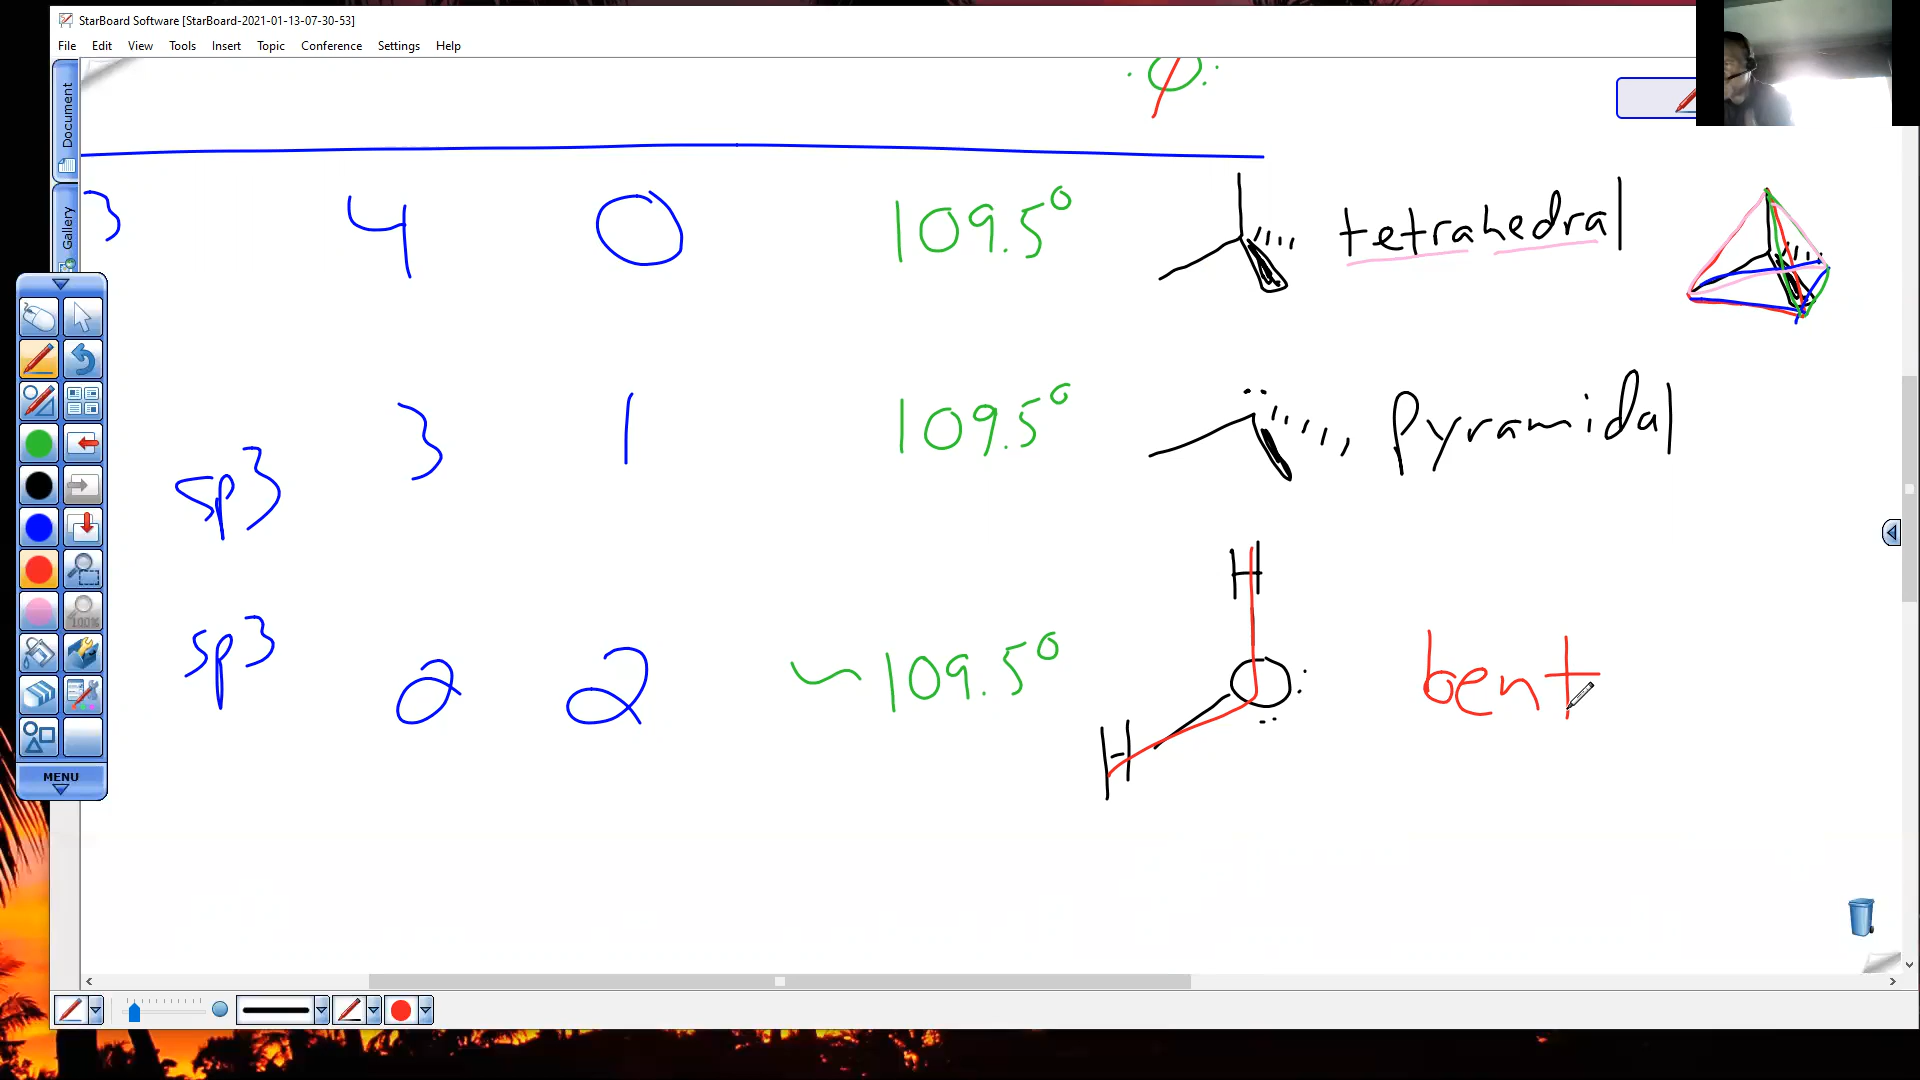 StarBoard Software [StarBoard-2021-01-13-07-30-53]
File Edit View Tools Insert Topic Conference Settings Help
Document
Gallery
3 4 0 109.5° tetrahedral
sp3 3 1 109.5° pyramidal
H
sp3 2 2 ~109.5° O bent
H
100%
MENU